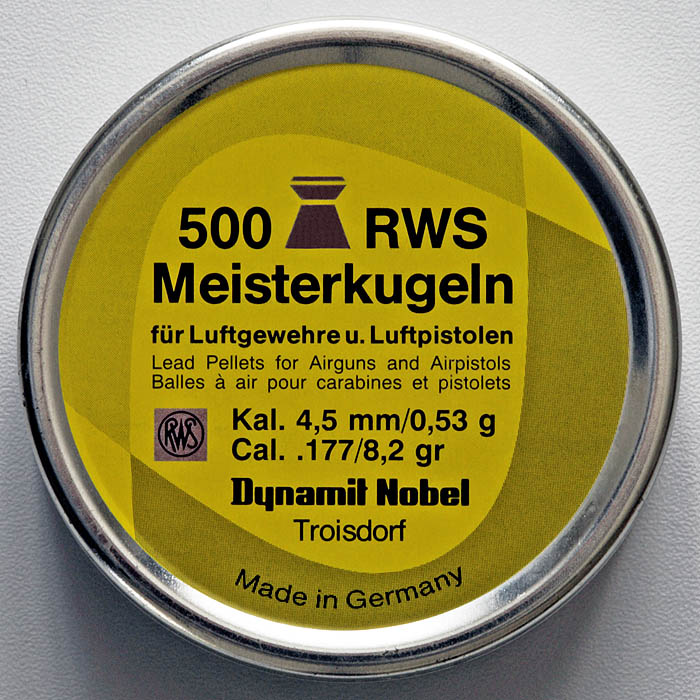 500 RWS
Meisterkugeln
für Luftgewehre u. Luftpistolen
Lead Pellets for Airguns and Airpistols
Balles à air pour carabines et pistolets
RWS
Kal. 4,5 mm/0,53 g
Cal. .177/8,2 gr
Dynamit Nobel
Troisdorf
Made in Germany